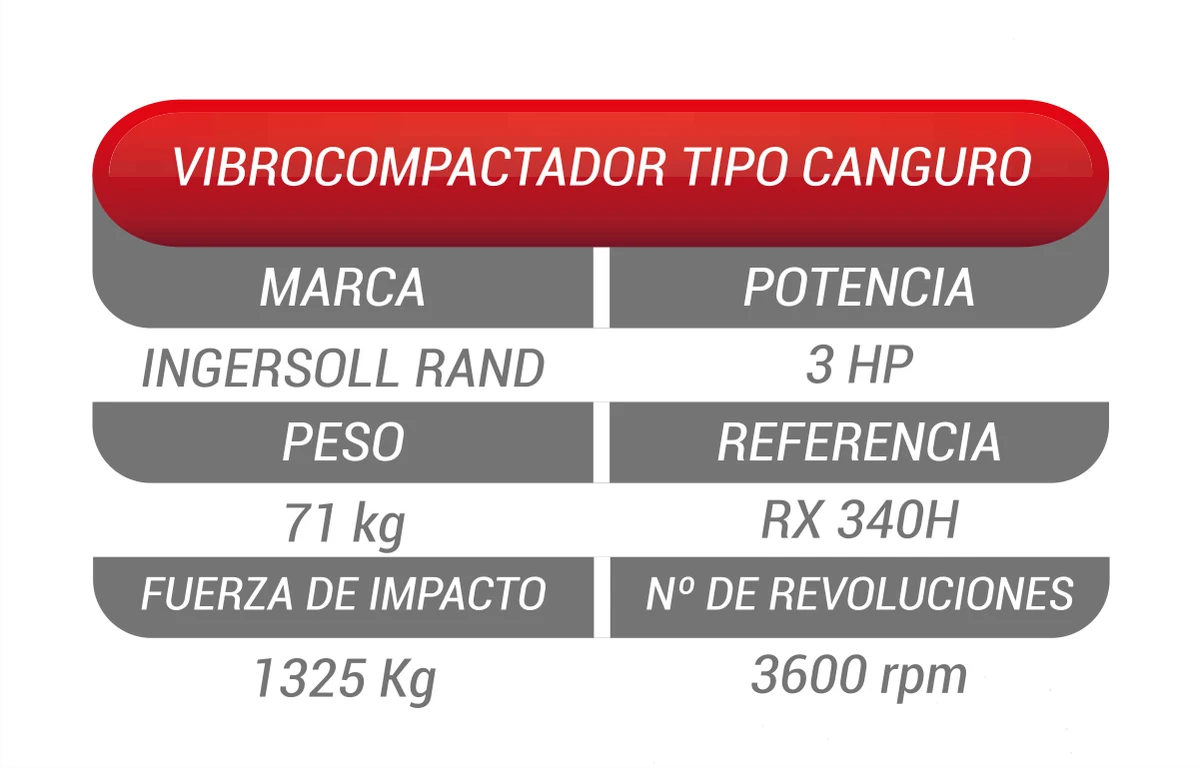 VIBROCOMPACTADOR TIPO CANGURO
MARCA POTENCIA
INGERSOLL RAND 3 HP
PESO REFERENCIA
71 kg RX 340H
FUERZA DE IMPACTO Nº DE REVOLUCIONES
1325 Kg 3600 rpm